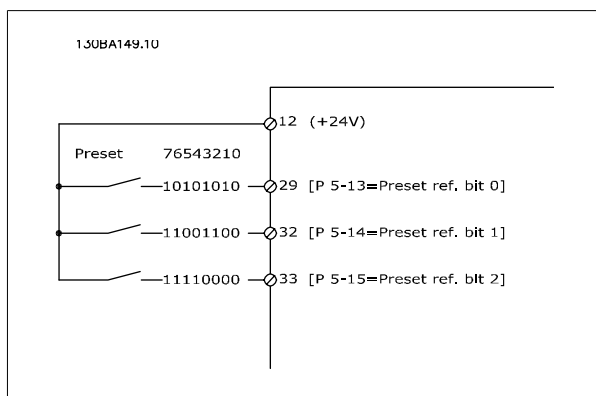 130BA149.10
12 (+24V)
Preset 76543210
10101010 29 [P 5-13=Preset ref. bit 0]
11001100 32 [P 5-14=Preset ref. bit 1]
11110000 33 [P 5-15=Preset ref. blt 2]